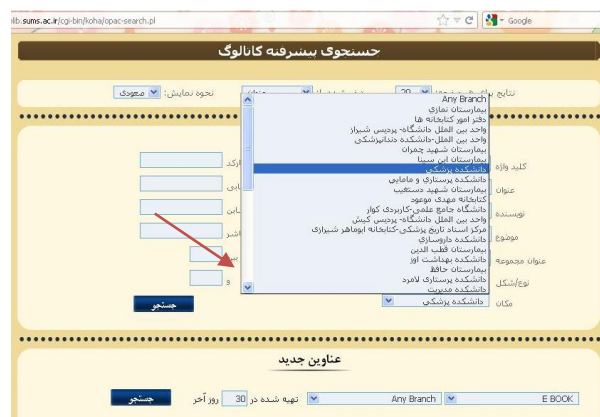 lib.sums.ac.ir/cgi-bin/koha/opac-search.pl
Google
جستجوی پیشرفته کاتالوگ
نتایج برای
20
نحوه نمایش: صعودی
Any Branch
بیمارستان نمازی
دفتر امور کتابخانه ها
واحد بین الملل دانشگاه- پردیس شیراز
واحد بین الملل-دانشکده دندانپزشکی
بیمارستان شهید چمران
بیمارستان ابن سینا
دانشکده پزشکی
دانشکده پرستاری و مامایی
بیمارستان شهید دستغیب
کتابخانه مهدی موعود
دانشگاه جامع علمی-کاربردی کوار
واحد بین الملل دانشگاه- پردیس کیش
مرکز اسناد تاریخ پزشکی-کتابخانه ابوماهر شیرازی
دانشکده داروسازی
بیمارستان قطب الدین
دانشکده بهداشت اوز
بیمارستان حافظ
دانشکده پرستاری لامرد
دانشکده مدیریت
کلید واژه
عنوان
نویسنده
موضوع
عنوان مجموعه
نوع/شکل
و
مکان
دانشکده پزشکی
جستجو
عناوین جدید
E BOOK
Any Branch
تهیه شده در 30 روز آخر
جستجو